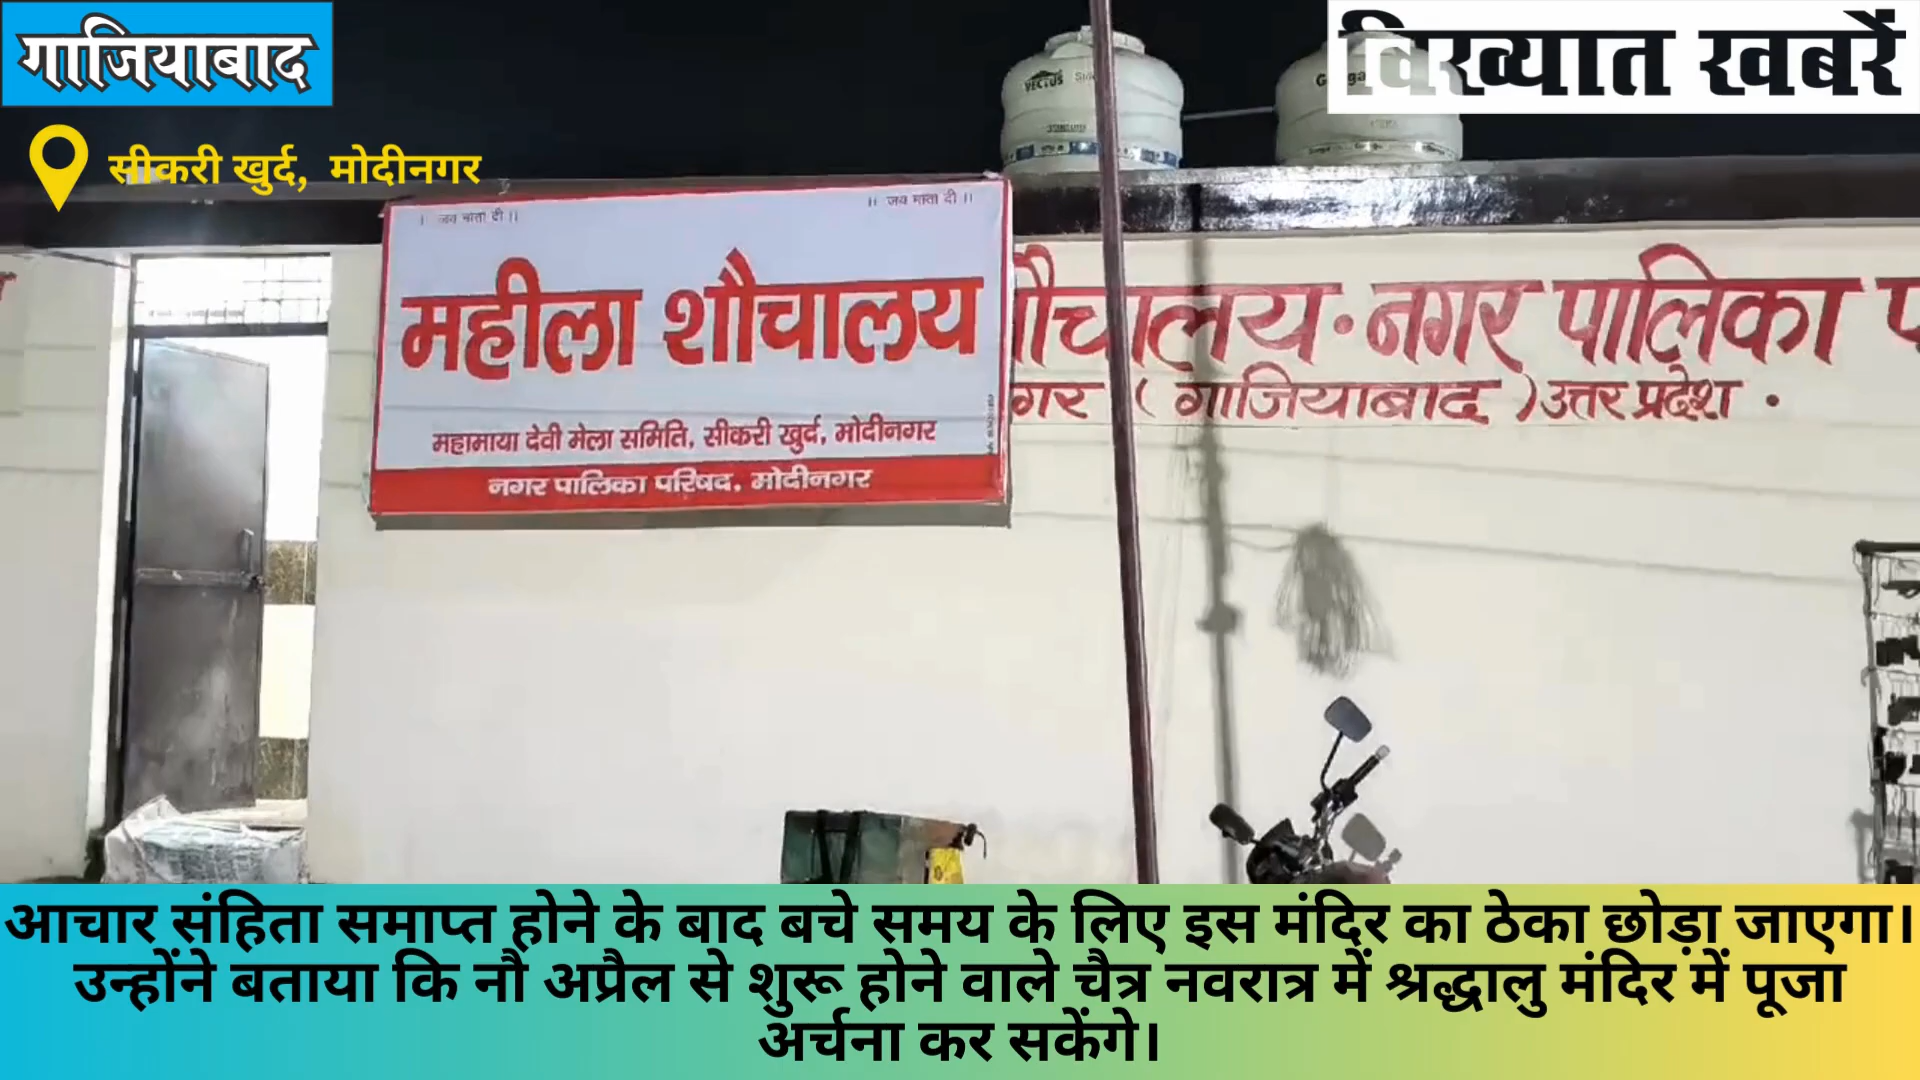 गाजियाबाद
विख्यात खबरें
सीकरी खुर्द, मोदीनगर
VECTUS
।। जय माता दी ।।
।। जय माता दी ।।
महीला शौचालय
महामाया देवी मेला समिति, सीकरी खुर्द, मोदीनगर
नगर पालिका परिषद, मोदीनगर
शौचालय • नगर पालिका प
गर ( गाजियाबाद ) उत्तर प्रदेश •
आचार संहिता समाप्त होने के बाद बचे समय के लिए इस मंदिर का ठेका छोड़ा जाएगा।
उन्होंने बताया कि नौ अप्रैल से शुरू होने वाले चैत्र नवरात्र में श्रद्धालु मंदिर में पूजा
अर्चना कर सकेंगे।